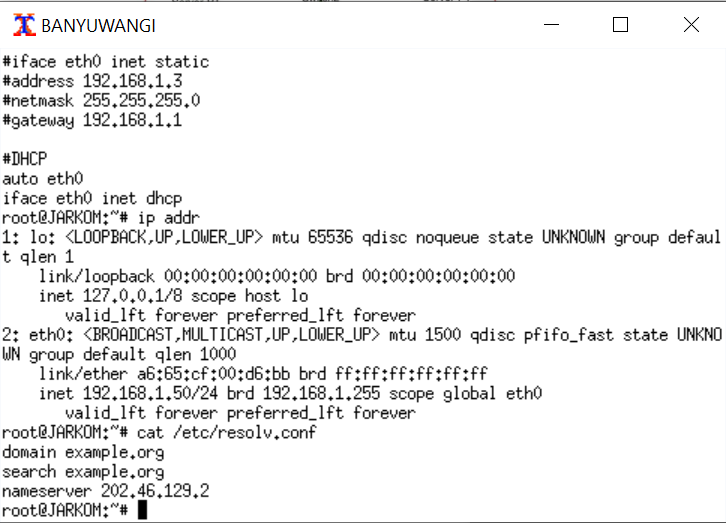 BANYUWANGI
#iface eth0 inet static
#address 192.168.1.3
#netmask 255.255.255.0
#gateway 192.168.1.1
#DHCP
auto eth0
iface eth0 inet dhcp
root@JARKOM:~# ip addr
1: lo: <LOOPBACK,UP,LOWER_UP> mtu 65536 qdisc noqueue state UNKNOWN group defaul
t qlen 1
    link/loopback 00:00:00:00:00:00 brd 00:00:00:00:00:00
    inet 127.0.0.1/8 scope host lo
       valid_lft forever preferred_lft forever
2: eth0: <BROADCAST,MULTICAST,UP,LOWER_UP> mtu 1500 qdisc pfifo_fast state UNKNO
WN group default qlen 1000
    link/ether a6:65:cf:00:d6:bb brd ff:ff:ff:ff:ff:ff
    inet 192.168.1.50/24 brd 192.168.1.255 scope global eth0
       valid_lft forever preferred_lft forever
root@JARKOM:~# cat /etc/resolv.conf
domain example.org
search example.org
nameserver 202.46.129.2
root@JARKOM:~#